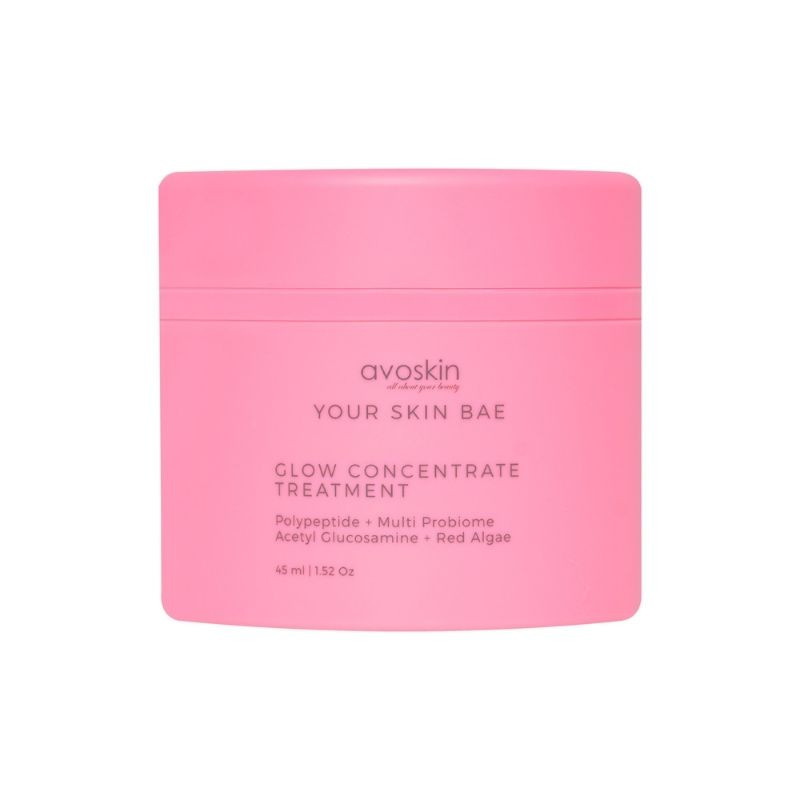 avoskin
all about your beauty
YOUR SKIN BAE
GLOW CONCENTRATE
TREATMENT
Polypeptide + Multi Probiome
Acetyl Glucosamine + Red Algae
45 ml | 1.52 Oz